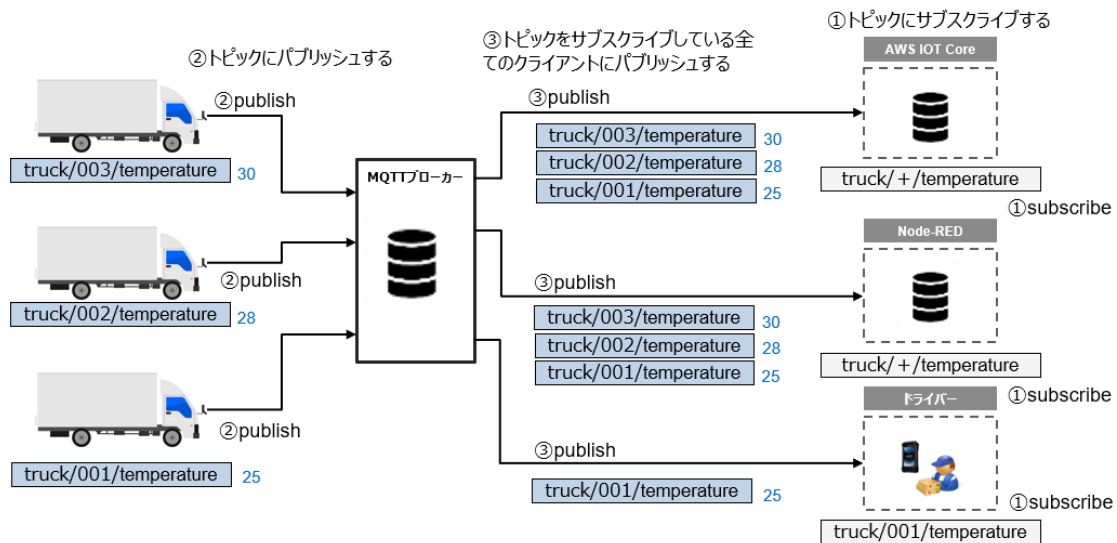 ①トピックにサブスクライブする
②トピックにパブリッシュする
③トピックをサブスクライブしている全
てのクライアントにパブリッシュする
AWS IOT Core
②publish
③publish
truck/003/temperature 30
truck/003/temperature 30
truck/002/temperature 28
truck/001/temperature 25
truck/+/temperature
①subscribe
MQTTブローカー
Node-RED
②publish
③publish
truck/002/temperature 28
truck/003/temperature 30
truck/002/temperature 28
truck/001/temperature 25
truck/+/temperature
①subscribe
ドライバー
②publish
③publish
truck/001/temperature 25
truck/001/temperature 25
①subscribe
truck/001/temperature